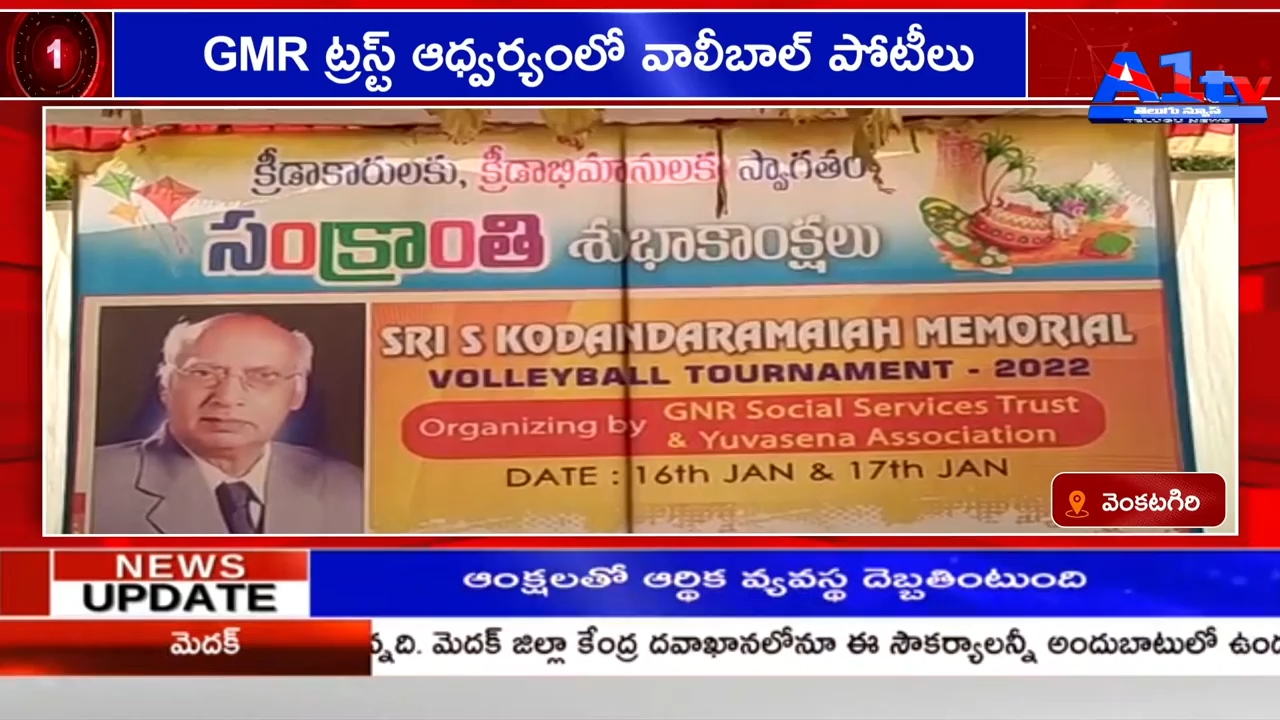 1
GMR ట్రస్ట్ ఆధ్వర్యంలో వాలీబాల్ పోటీలు
A1tv
తెలుగు న్యూస్
క్రీడాకారులకు, క్రీడాభిమానులకు స్వాగతం
సంక్రాంతి శుభాకాంక్షలు
SRI S KODANDARAMAIAH MEMORIAL
VOLLEYBALL TOURNAMENT - 2022
Organizing by GNR Social Services Trust
& Yuvasena Association
DATE : 16th JAN & 17th JAN
వెంకటగిరి
NEWS
UPDATE
ఆంక్షలతో ఆర్థిక వ్యవస్థ దెబ్బతింటుంది
మెదక్
న్నది. మెదక్ జిల్లా కేంద్ర దవాఖానలోనూ ఈ సౌకర్యాలన్నీ అందుబాటులో